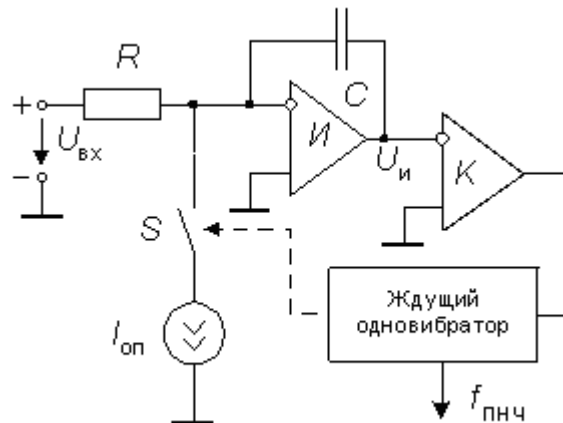 R
+
U вх
−
C
И
U и
K
S
I оп
Ждущий
одновибратор
f ПНЧ